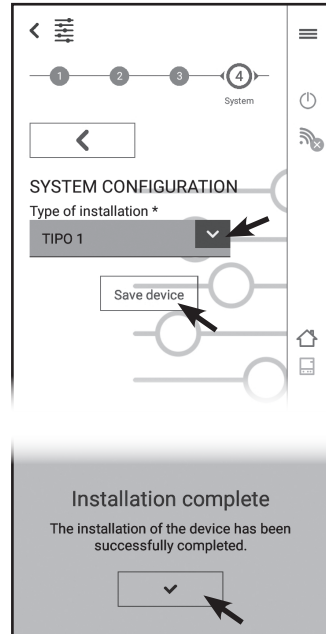 1 2 3 4
System
SYSTEM CONFIGURATION
Type of installation *
TIPO 1
Save device
Installation complete
The installation of the device has been
successfully completed.